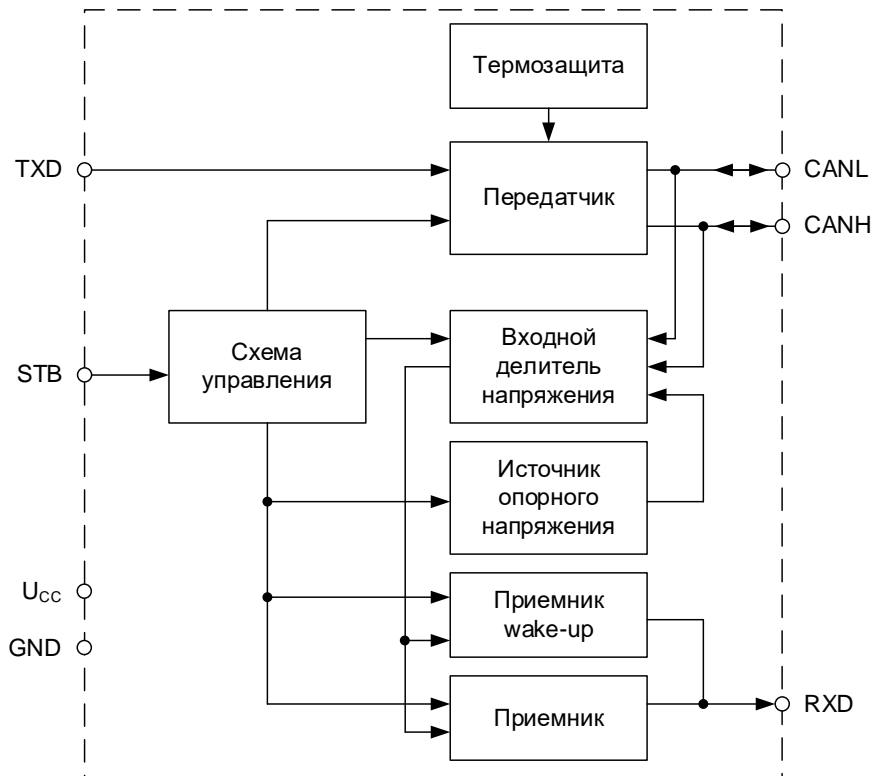 Термозащита
TXD
Передатчик
CANL
CANH
STB
Схема
управления
Входной
делитель
напряжения
Источник
опорного
напряжения
UCC
GND
Приемник
wake-up
Приемник
RXD